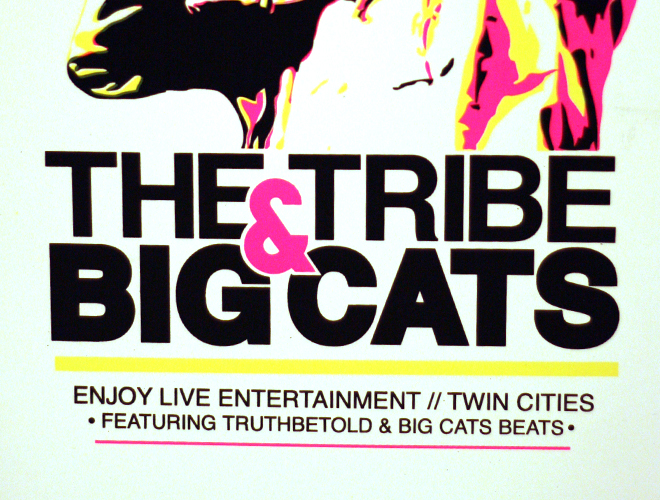 THE TRIBE
&
BIG CATS
ENJOY LIVE ENTERTAINMENT // TWIN CITIES
• FEATURING TRUTHBETOLD & BIG CATS BEATS •